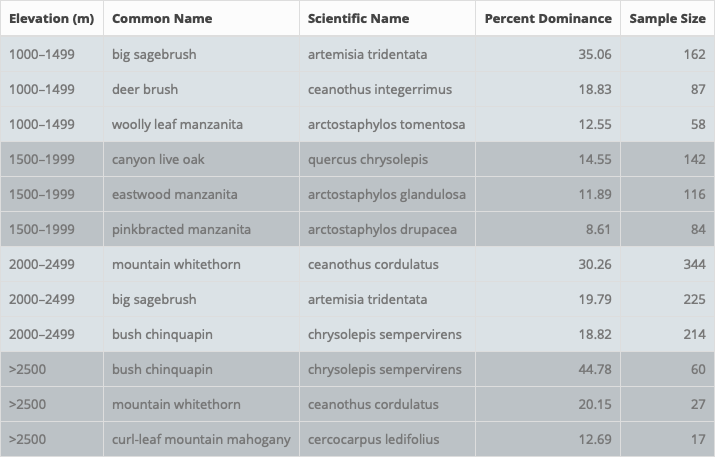 Elevation (m) Common Name Scientific Name Percent Dominance Sample Size
1000–1499 big sagebrush artemisia tridentata 35.06 162
1000–1499 deer brush ceanothus integerrimus 18.83 87
1000–1499 woolly leaf manzanita arctostaphylos tomentosa 12.55 58
1500–1999 canyon live oak quercus chrysolepis 14.55 142
1500–1999 eastwood manzanita arctostaphylos glandulosa 11.89 116
1500–1999 pinkbracted manzanita arctostaphylos drupacea 8.61 84
2000–2499 mountain whitethorn ceanothus cordulatus 30.26 344
2000–2499 big sagebrush artemisia tridentata 19.79 225
2000–2499 bush chinquapin chrysolepis sempervirens 18.82 214
>2500 bush chinquapin chrysolepis sempervirens 44.78 60
>2500 mountain whitethorn ceanothus cordulatus 20.15 27
>2500 curl-leaf mountain mahogany cercocarpus ledifolius 12.69 17